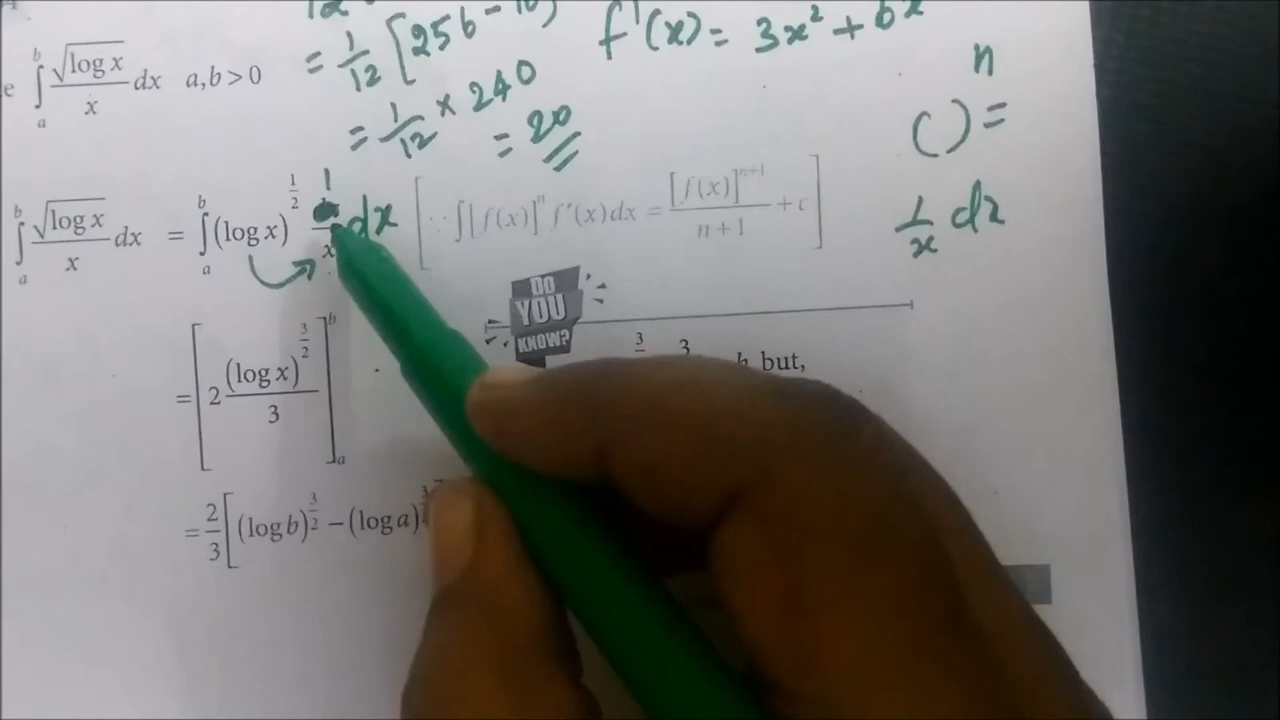 = 1/12 [256 - 16)
f'(x) = 3x² + 6x
e ∫ₐᵇ √(log x)/x dx a,b > 0
= 1/12 × 240
= 20
n
( ) =
∫ₐᵇ √(log x)/x dx = ∫ₐᵇ (log x)^(1/2) 1/x dx [∵ ∫[f(x)]ⁿ f'(x) dx = [f(x)]ⁿ⁺¹/(n+1) + c]
1/x dx
DO
YOU
KNOW?
= [2 (log x)^(3/2)/3]ₐᵇ
but,
= 2/3 [(log b)^(3/2) − (log a)